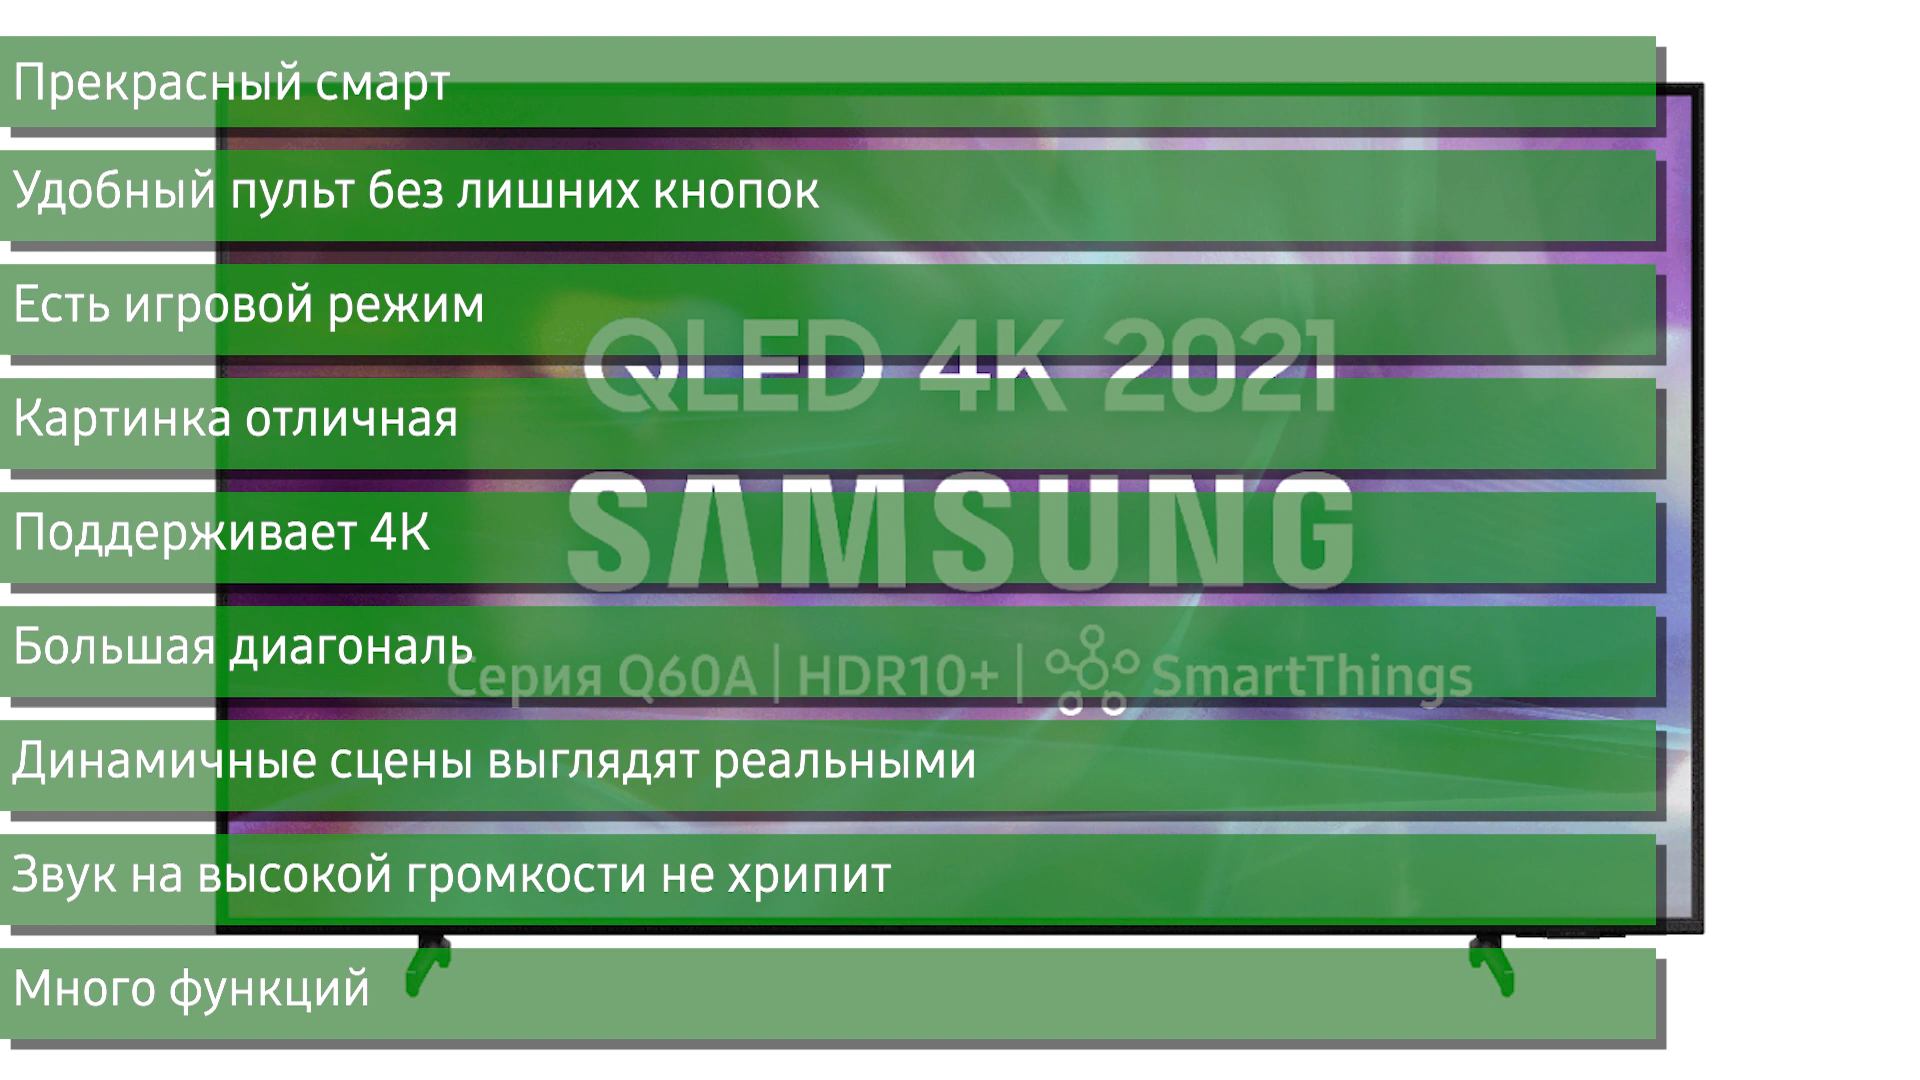 Прекрасный смарт
Удобный пульт без лишних кнопок
Есть игровой режим
QLED 4K 2021
Картинка отличная
SAMSUNG
Поддерживает 4К
Большая диагональ
Серия Q60A | HDR10+ | SmartThings
Динамичные сцены выглядят реальными
Звук на высокой громкости не хрипит
Много функций